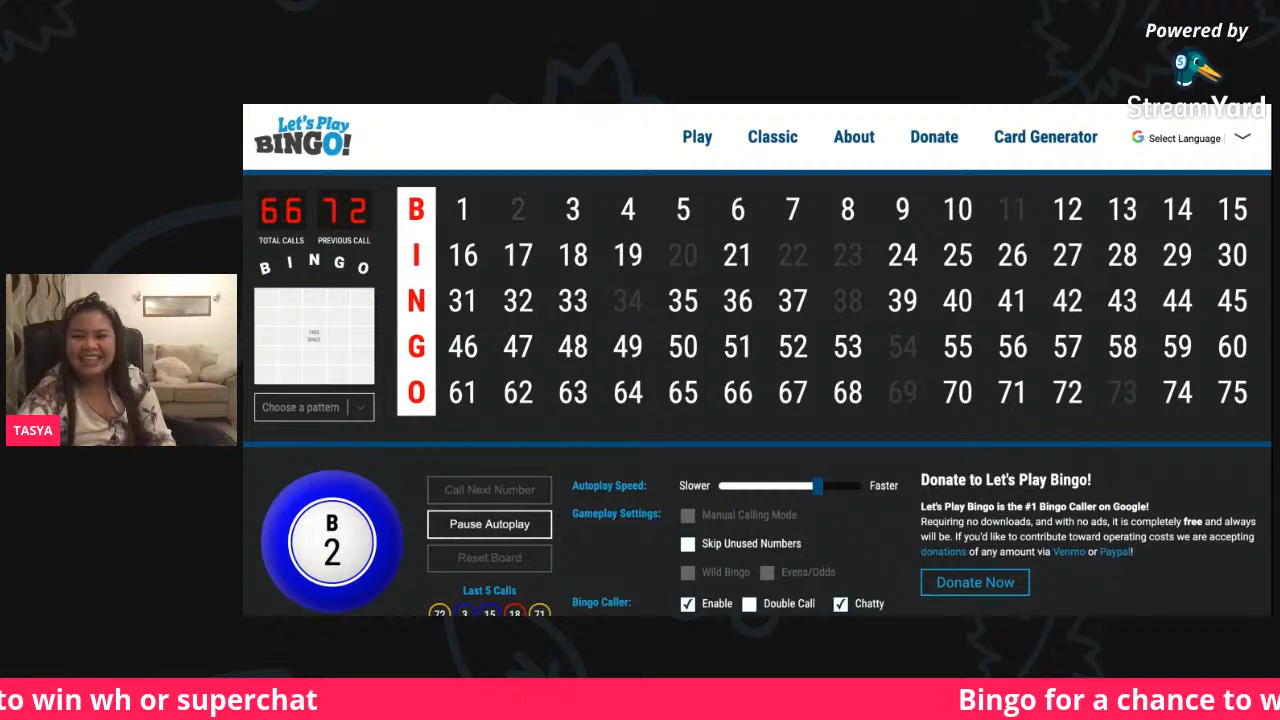 Powered by
StreamYard
Let's Play
BINGO!
Play Classic About Donate Card Generator G Select Language
66 72
TOTAL CALLS PREVIOUS CALL
B I N G O
FREE
SPACE
Choose a pattern
B 1 2 3 4 5 6 7 8 9 10 11 12 13 14 15
I 16 17 18 19 20 21 22 23 24 25 26 27 28 29 30
N 31 32 33 34 35 36 37 38 39 40 41 42 43 44 45
G 46 47 48 49 50 51 52 53 54 55 56 57 58 59 60
O 61 62 63 64 65 66 67 68 69 70 71 72 73 74 75
TASYA
B
2
Call Next Number
Pause Autoplay
Reset Board
Last 5 Calls
72 3 15 18 71
Autoplay Speed: Slower Faster
Gameplay Settings: Manual Calling Mode
Skip Unused Numbers
Wild Bingo Evens/Odds
Bingo Caller: Enable Double Call Chatty
Donate to Let's Play Bingo!
Let's Play Bingo is the #1 Bingo Caller on Google!
Requiring no downloads, and with no ads, it is completely free and always
will be. If you'd like to contribute toward operating costs we are accepting
donations of any amount via Venmo or Paypal!
Donate Now
to win wh or superchat
Bingo for a chance to w